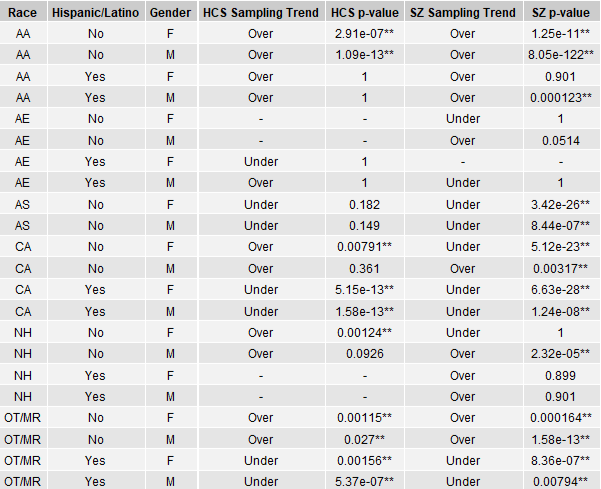 Race Hispanic/Latino Gender HCS Sampling Trend HCS p-value SZ Sampling Trend SZ p-value
AA No F Over 2.91e-07** Over 1.25e-11**
AA No M Over 1.09e-13** Over 8.05e-122**
AA Yes F Over 1 Over 0.901
AA Yes M Over 1 Over 0.000123**
AE No F - - Under 1
AE No M - - Over 0.0514
AE Yes F Under 1 - -
AE Yes M Over 1 Under 1
AS No F Under 0.182 Under 3.42e-26**
AS No M Under 0.149 Under 8.44e-07**
CA No F Over 0.00791** Under 5.12e-23**
CA No M Over 0.361 Over 0.00317**
CA Yes F Under 5.15e-13** Under 6.63e-28**
CA Yes M Under 1.58e-13** Under 1.24e-08**
NH No F Over 0.00124** Under 1
NH No M Over 0.0926 Over 2.32e-05**
NH Yes F - - Over 0.899
NH Yes M - - Over 0.901
OT/MR No F Over 0.00115** Over 0.000164**
OT/MR No M Over 0.027** Over 1.58e-13**
OT/MR Yes F Under 0.00156** Under 8.36e-07**
OT/MR Yes M Under 5.37e-07** Under 0.00794**